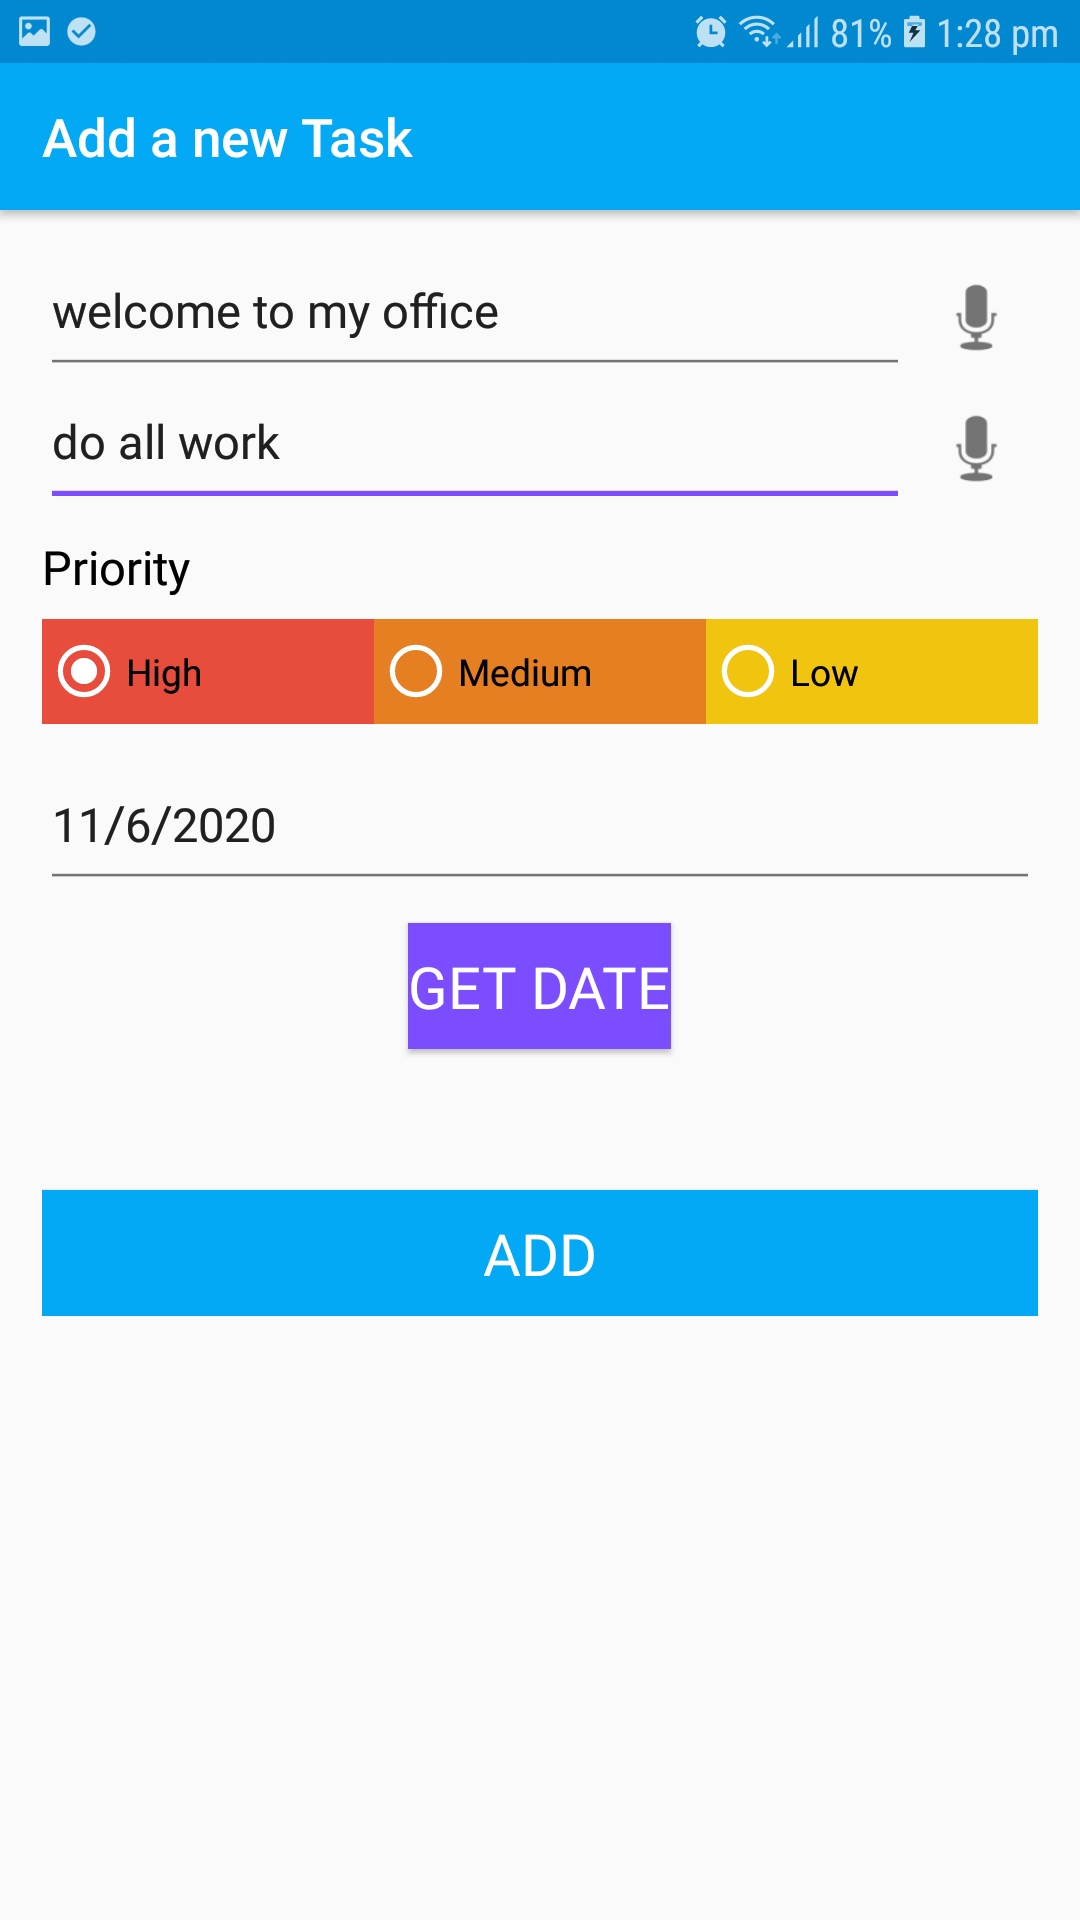 81% 1:28 pm
Add a new Task
welcome to my office
do all work
Priority
High Medium Low
11/6/2020
GET DATE
ADD